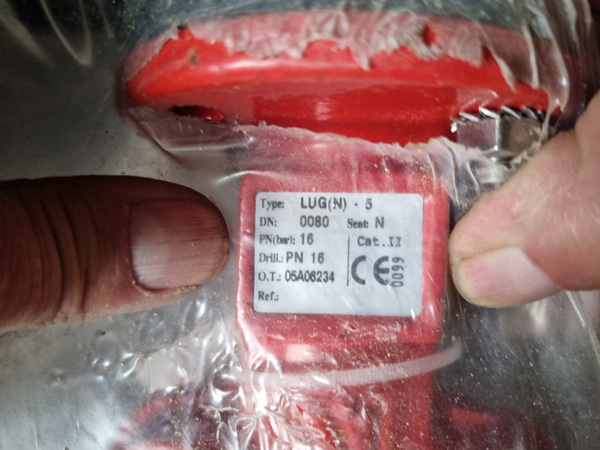 Type: LUG(N) - 5
DN: 0080 Seat: N
PN(bar): 16 Cat.II
Drill.: PN 16
O.T.: 05A06234 CE 0099
Ref.: